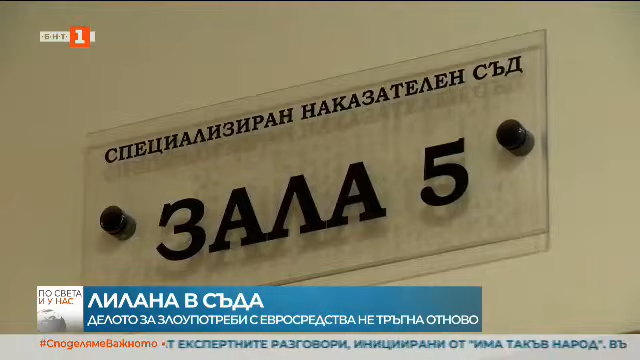 БНТ 1
СПЕЦИАЛИЗИРАН НАКАЗАТЕЛЕН СЪД
ЗАЛА 5
ПО СВЕТА
И У НАС
ЛИЛАНА В СЪДА
ДЕЛОТО ЗА ЗЛОУПОТРЕБИ С ЕВРОСРЕДСТВА НЕ ТРЪГНА ОТНОВО
#СподелямеВажното Т ЕКСПЕРТНИТЕ РАЗГОВОРИ, ИНИЦИИРАНИ ОТ "ИМА ТАКЪВ НАРОД". ВЪ